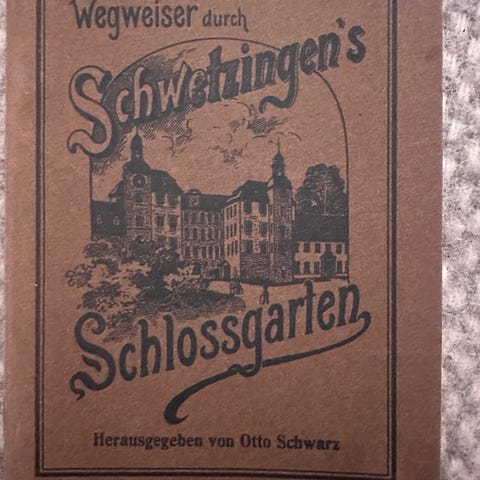 Wegweiser durch
Schwetzingen's
Schlossgarten
Herausgegeben von Otto Schwarz